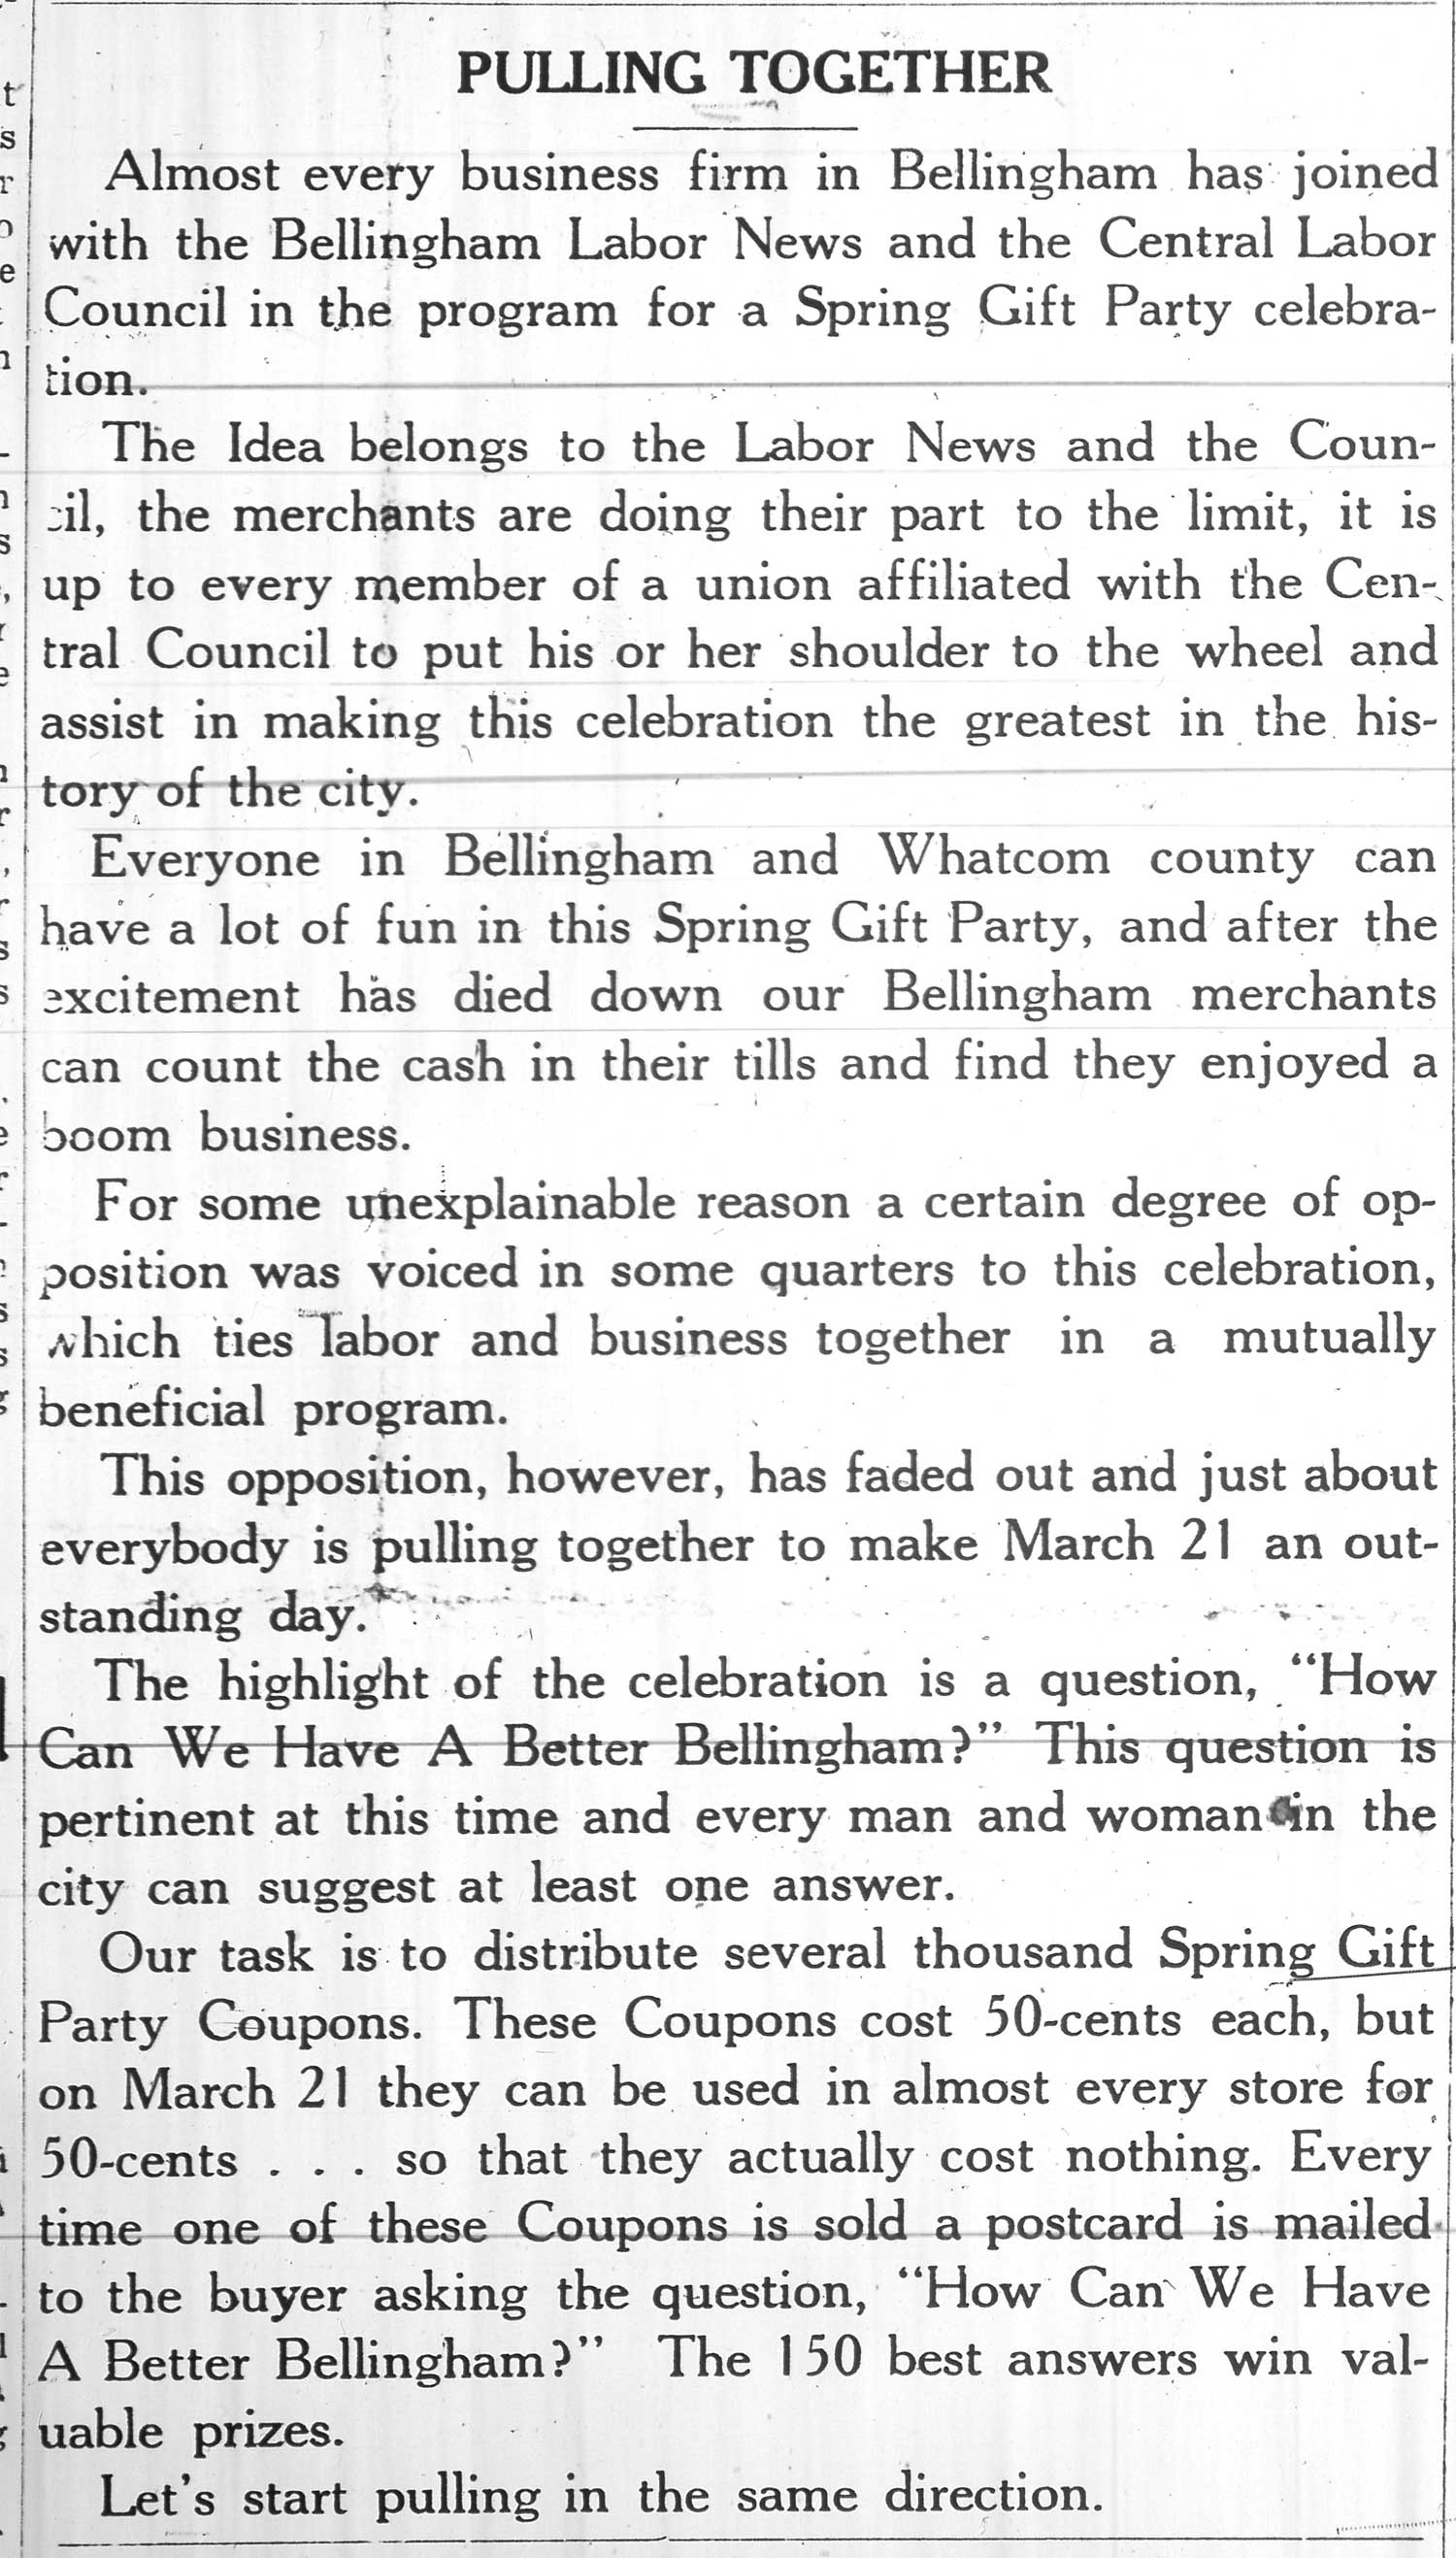 PULLING TOGETHER
Almost every business firm in Bellingham has joined
with the Bellingham Labor News and the Central Labor
Council in the program for a Spring Gift Party celebra-
tion.
The Idea belongs to the Labor News and the Coun-
cil, the merchants are doing their part to the limit, it is
up to every member of a union affiliated with the Cen-
tral Council to put his or her shoulder to the wheel and
assist in making this celebration the greatest in the his-
tory of the city.
Everyone in Bellingham and Whatcom county can
have a lot of fun in this Spring Gift Party, and after the
excitement has died down our Bellingham merchants
can count the cash in their tills and find they enjoyed a
boom business.
For some unexplainable reason a certain degree of op-
position was voiced in some quarters to this celebration,
which ties labor and business together in a mutually
beneficial program.
This opposition, however, has faded out and just about
everybody is pulling together to make March 21 an out-
standing day.
The highlight of the celebration is a question, "How
Can We Have A Better Bellingham?" This question is
pertinent at this time and every man and woman in the
city can suggest at least one answer.
Our task is to distribute several thousand Spring Gift
Party Coupons. These Coupons cost 50-cents each, but
on March 21 they can be used in almost every store for
50-cents . . . so that they actually cost nothing. Every
time one of these Coupons is sold a postcard is mailed
to the buyer asking the question, "How Can We Have
A Better Bellingham?" The 150 best answers win val-
uable prizes.
Let's start pulling in the same direction.